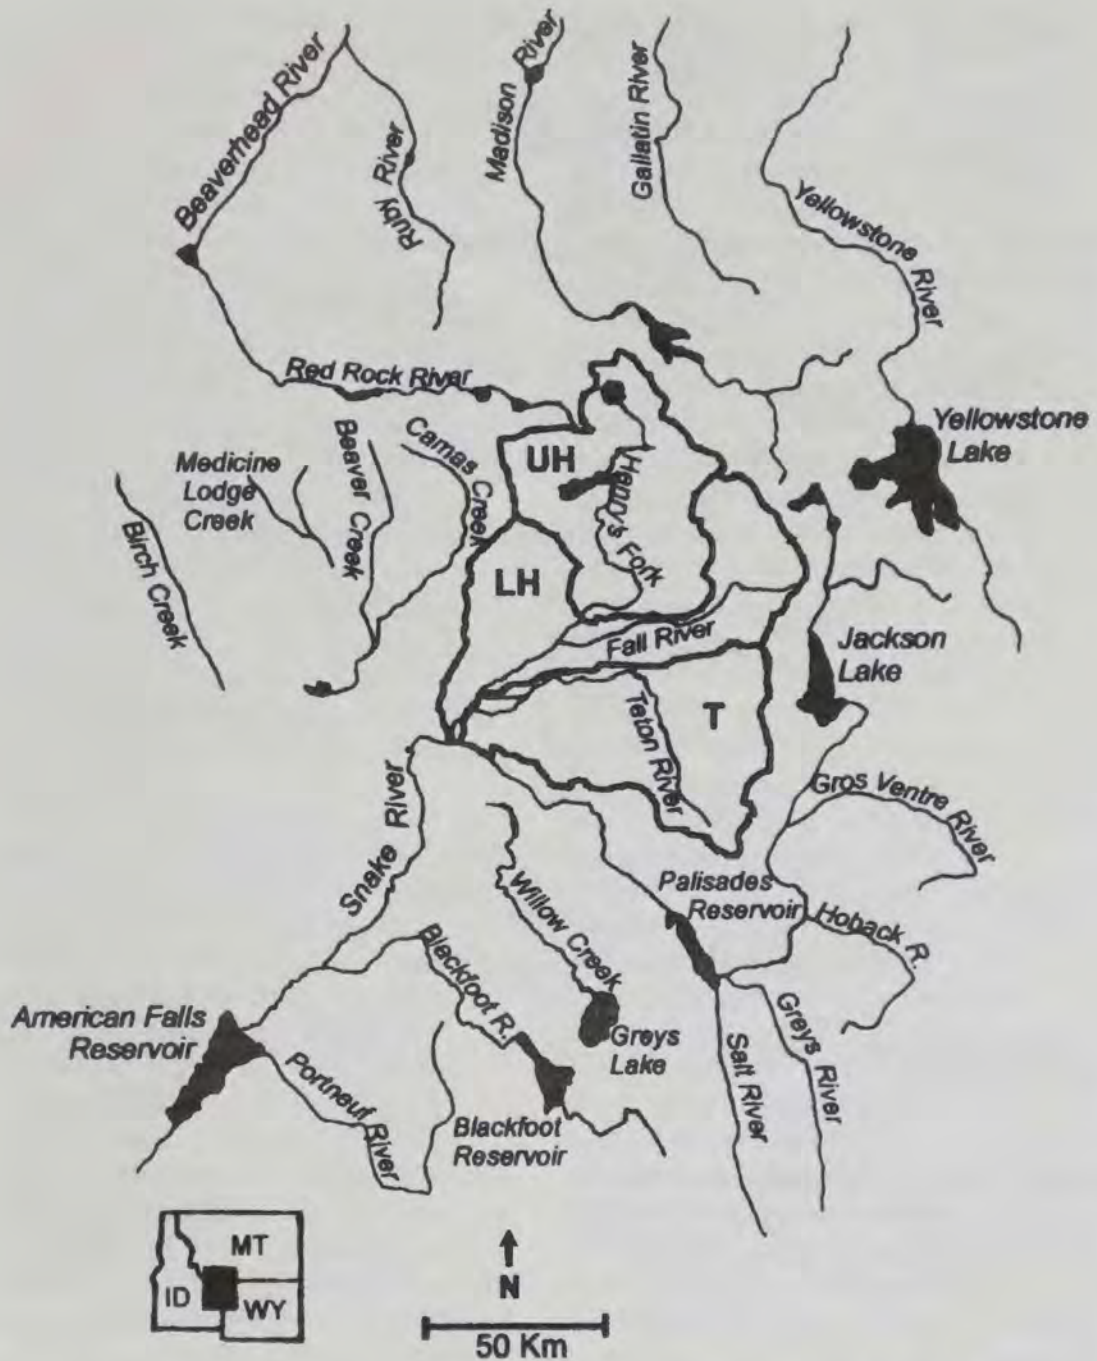 Beaverhead River
Ruby River
Madison River
Gallatin River
Yellowstone River
Red Rock River
Yellowstone
Lake
Medicine
Lodge
Creek
Beaver Creek
Camas Creek
Birch Creek
UH
Henrys Fork
LH
Fall River
Jackson
Lake
Teton River
T
Snake River
Gros Ventre River
Willow Creek
Palisades
Reservoir
Hoback R.
Blackfoot R.
American Falls
Reservoir
Greys
Lake
Salt River
Greys River
Portneuf River
Blackfoot
Reservoir
MT
ID
WY
N
50 Km